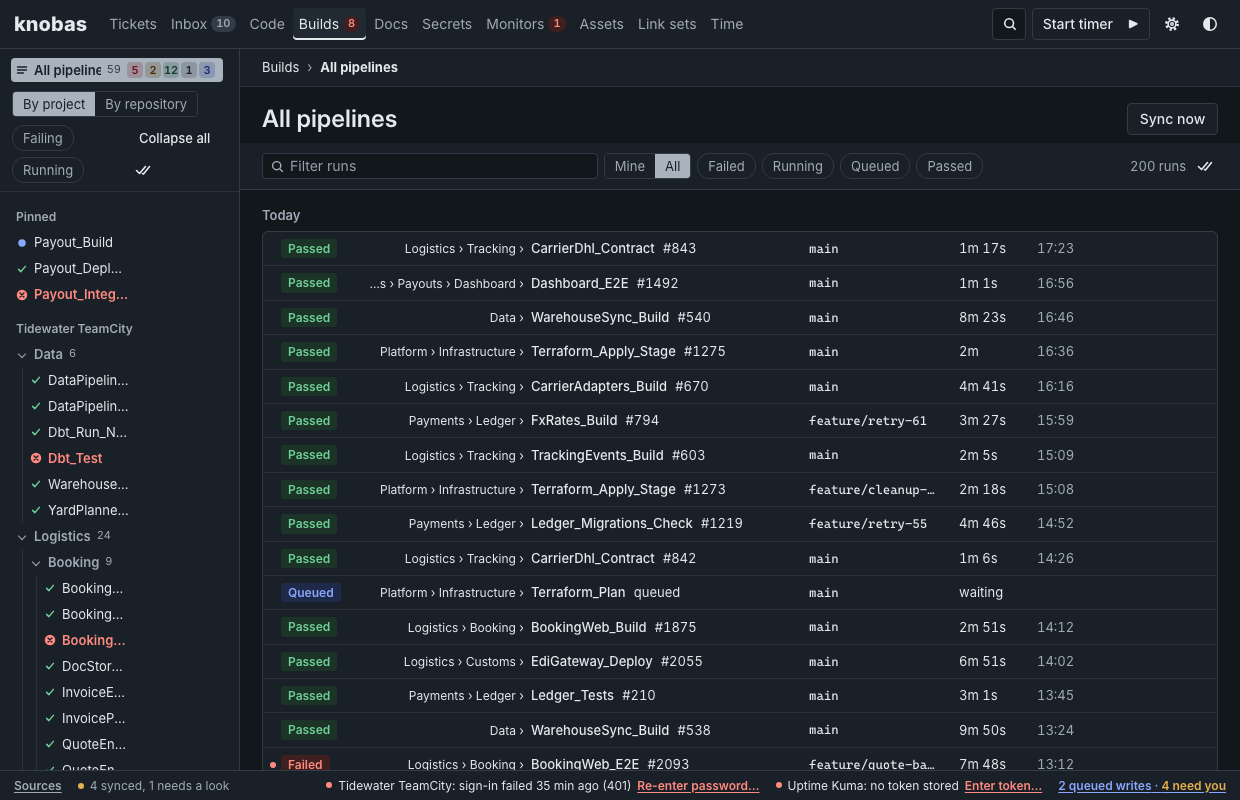 knobas Tickets Inbox 10 Code Builds 8 Docs Secrets Monitors 1 Assets Link sets Time Start timer
All pipeline 59 5 2 12 1 3
By project By repository
Failing Collapse all
Running
Pinned
Payout_Build
Payout_Depl...
Payout_Integ...
Tidewater TeamCity
Data 6
DataPipelin...
DataPipelin...
Dbt_Run_N...
Dbt_Test
Warehouse...
YardPlanne...
Logistics 24
Booking 9
Booking...
Booking...
Booking...
DocStor...
InvoiceE...
InvoiceP...
QuoteEn...
Builds › All pipelines
All pipelines Sync now
Filter runs Mine All Failed Running Queued Passed 200 runs
Today
Passed Logistics › Tracking › CarrierDhl_Contract #843 main 1m 17s 17:23
Passed ...s › Payouts › Dashboard › Dashboard_E2E #1492 main 1m 1s 16:56
Passed Data › WarehouseSync_Build #540 main 8m 23s 16:46
Passed Platform › Infrastructure › Terraform_Apply_Stage #1275 main 2m 16:36
Passed Logistics › Tracking › CarrierAdapters_Build #670 main 4m 41s 16:16
Passed Payments › Ledger › FxRates_Build #794 feature/retry-61 3m 27s 15:59
Passed Logistics › Tracking › TrackingEvents_Build #603 main 2m 5s 15:09
Passed Platform › Infrastructure › Terraform_Apply_Stage #1273 feature/cleanup-… 2m 18s 15:08
Passed Payments › Ledger › Ledger_Migrations_Check #1219 feature/retry-55 4m 46s 14:52
Passed Logistics › Tracking › CarrierDhl_Contract #842 main 1m 6s 14:26
Queued Platform › Infrastructure › Terraform_Plan queued main waiting
Passed Logistics › Booking › BookingWeb_Build #1875 main 2m 51s 14:12
Passed Logistics › Customs › EdiGateway_Deploy #2055 main 6m 51s 14:02
Passed Payments › Ledger › Ledger_Tests #210 main 3m 1s 13:45
Passed Data › WarehouseSync_Build #538 main 9m 50s 13:24
Failed Logistics › Booking › BookingWeb_E2E #2093 feature/quote-ba… 7m 48s 13:12
Sources 4 synced, 1 needs a look Tidewater TeamCity: sign-in failed 35 min ago (401) Re-enter password... Uptime Kuma: no token stored Enter token... 2 queued writes · 4 need you